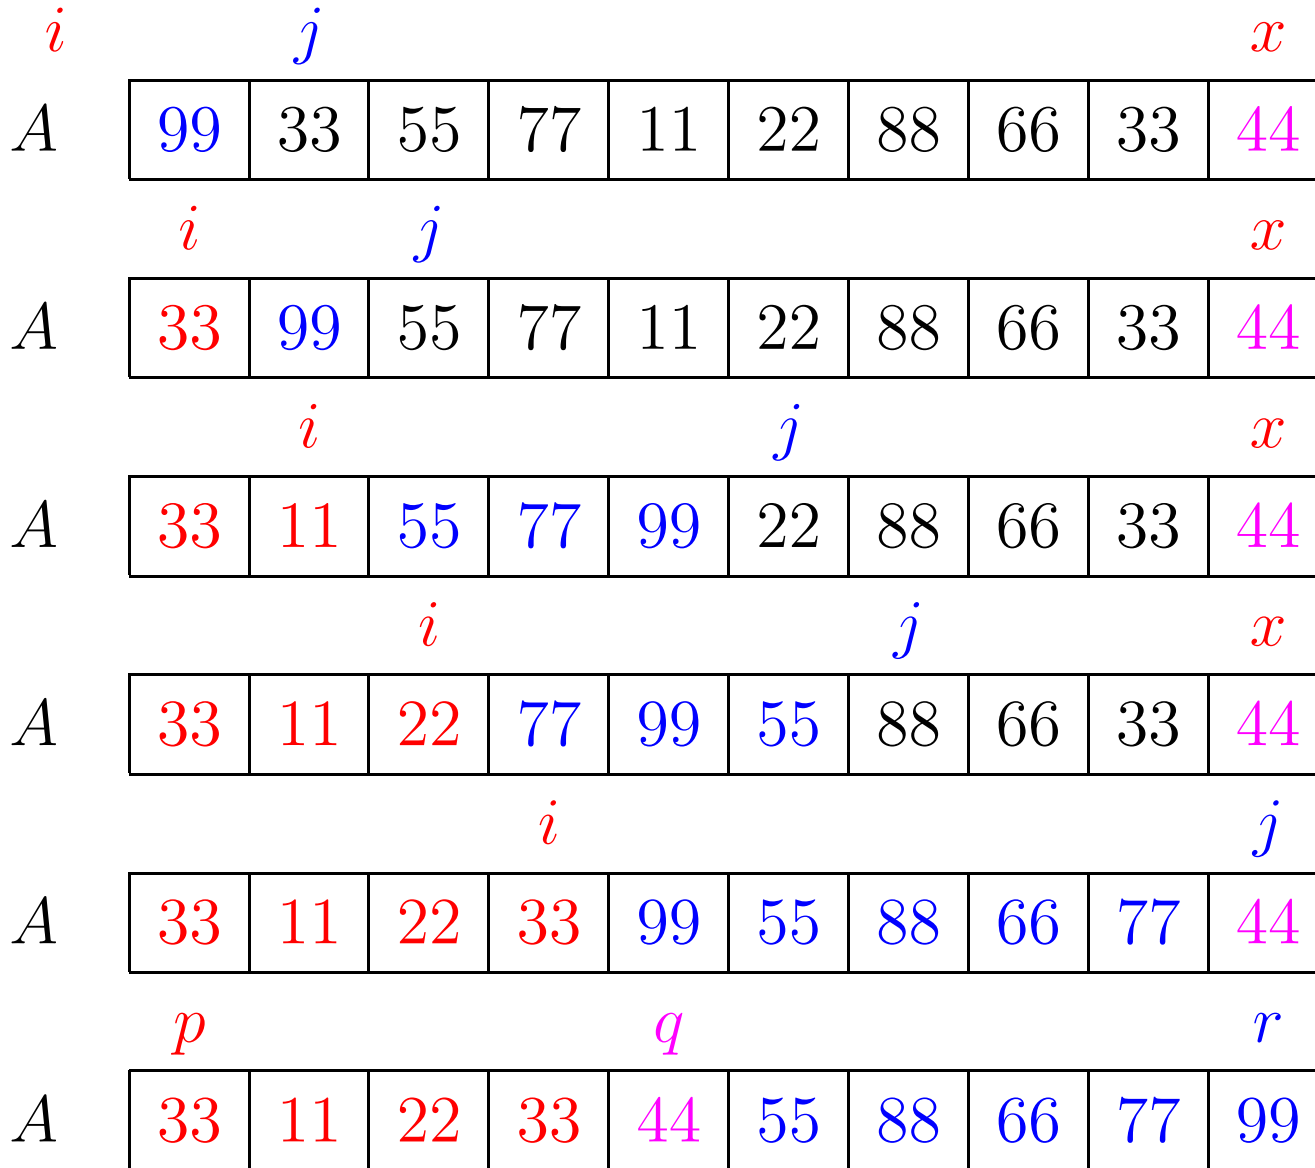 i j x
A 99 33 55 77 11 22 88 66 33 44
i j x
A 33 99 55 77 11 22 88 66 33 44
i j x
A 33 11 55 77 99 22 88 66 33 44
i j x
A 33 11 22 77 99 55 88 66 33 44
i j
A 33 11 22 33 99 55 88 66 77 44
p q r
A 33 11 22 33 44 55 88 66 77 99